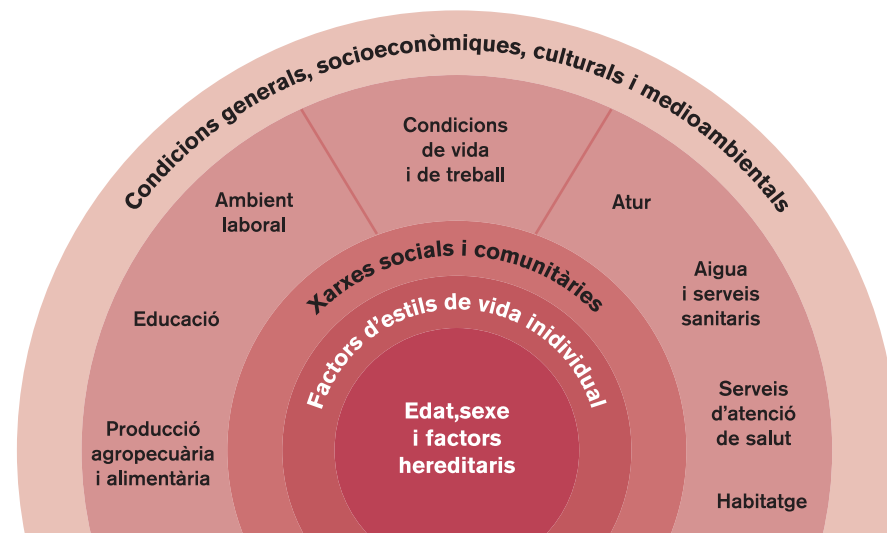 Condicions generals, socioeconòmiques, culturals i medioambientals
Condicions
de vida
i de treball
Ambient
laboral
Atur
Xarxes socials i comunitàries
Aigua
i serveis
sanitaris
Educació
Factors d'estils de vida inidividual
Serveis
d'atenció
de salut
Edat,sexe
i factors
hereditaris
Producció
agropecuària
i alimentària
Habitatge